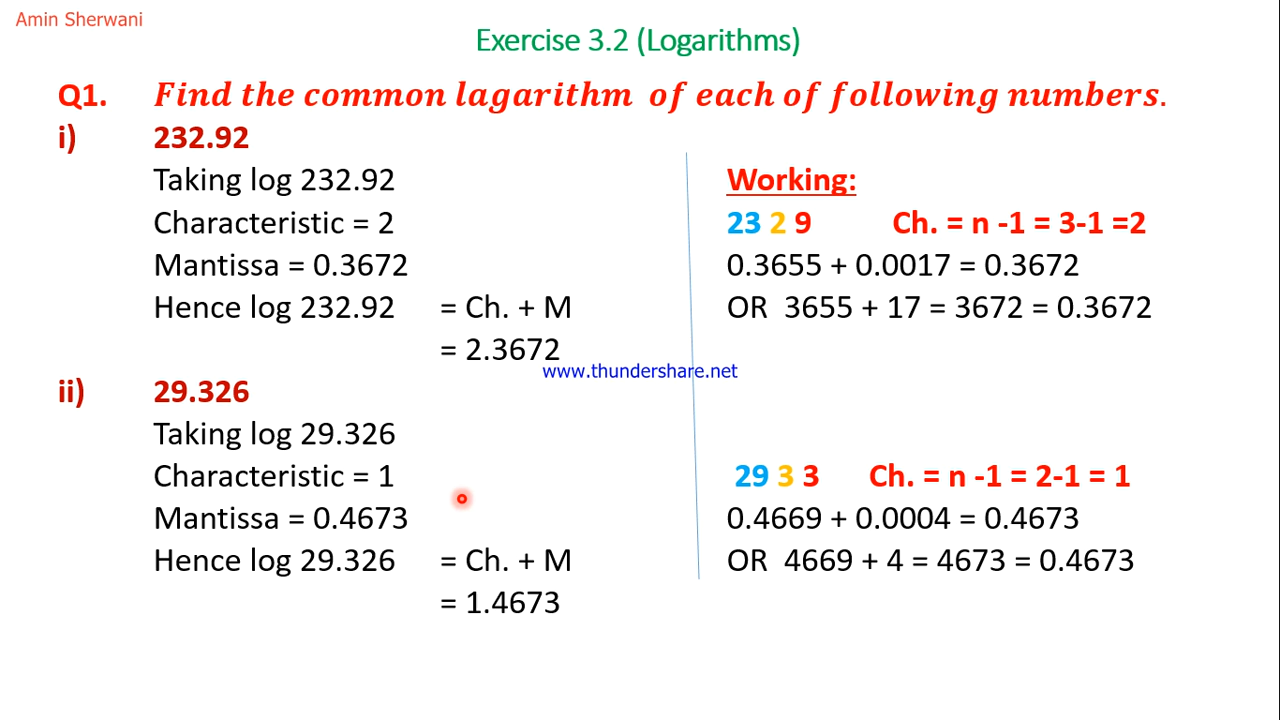 Amin Sherwani
Exercise 3.2 (Logarithms)
Q1. Find the common lagarithm of each of following numbers.
i) 232.92
Taking log 232.92
Characteristic = 2
Mantissa = 0.3672
Hence log 232.92 = Ch. + M
= 2.3672
Working:
23 2 9 Ch. = n -1 = 3-1 =2
0.3655 + 0.0017 = 0.3672
OR 3655 + 17 = 3672 = 0.3672
www.thundershare.net
ii) 29.326
Taking log 29.326
Characteristic = 1
Mantissa = 0.4673
Hence log 29.326 = Ch. + M
= 1.4673
29 3 3 Ch. = n -1 = 2-1 = 1
0.4669 + 0.0004 = 0.4673
OR 4669 + 4 = 4673 = 0.4673